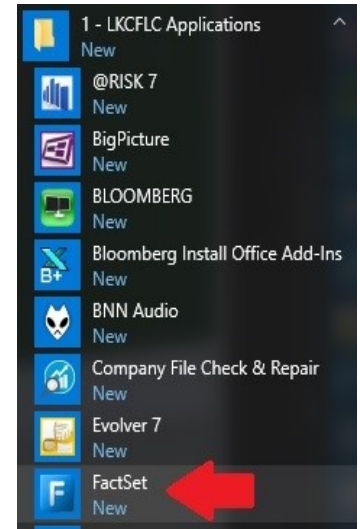 1 - LKCFLC Applications
New
@RISK 7
New
BigPicture
New
BLOOMBERG
New
B+
Bloomberg Install Office Add-Ins
New
BNN Audio
New
Company File Check & Repair
New
Evolver 7
New
F
FactSet
New